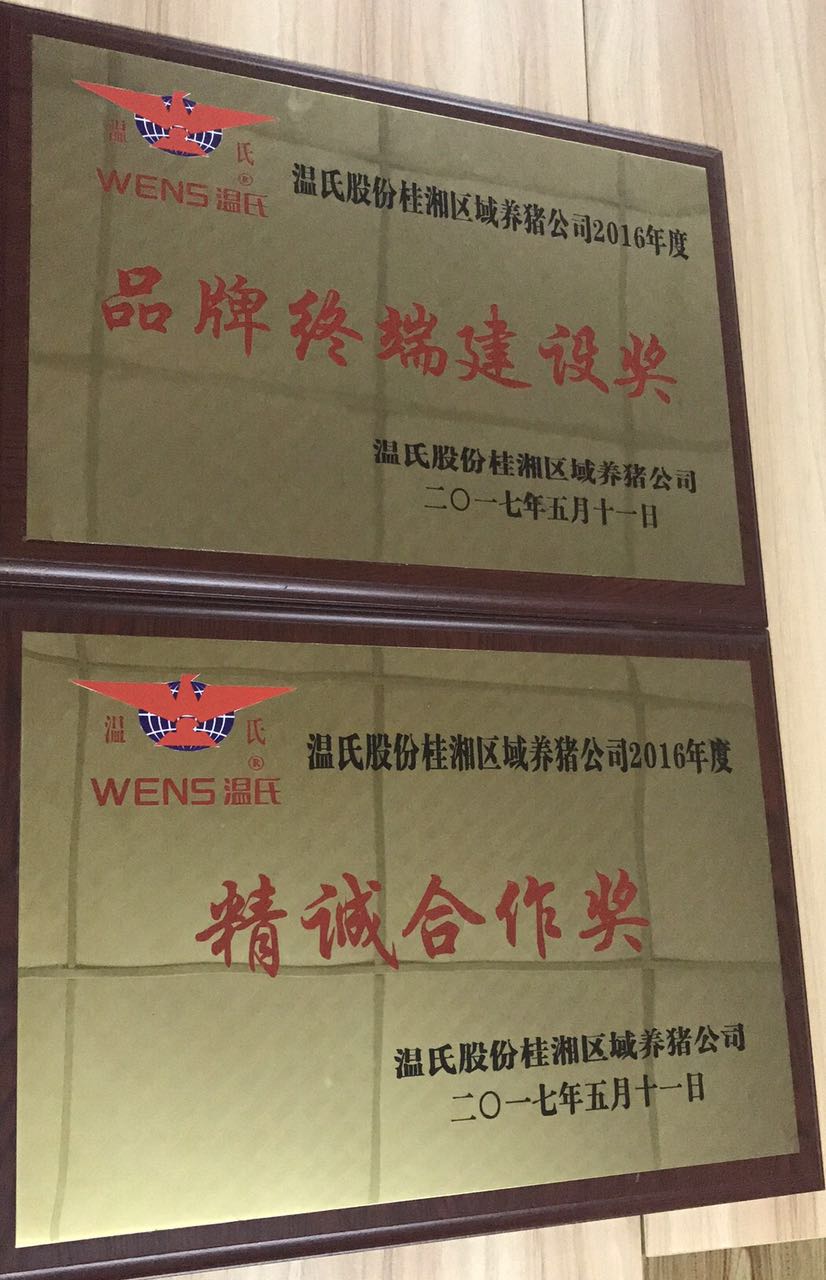 温 氏
WENS温氏®
温氏股份桂湘区域养猪公司2016年度
品牌终端建设奖
温氏股份桂湘区域养猪公司
二〇一七年五月十一日
温 氏
WENS温氏®
温氏股份桂湘区域养猪公司2016年度
精诚合作奖
温氏股份桂湘区域养猪公司
二〇一七年五月十一日